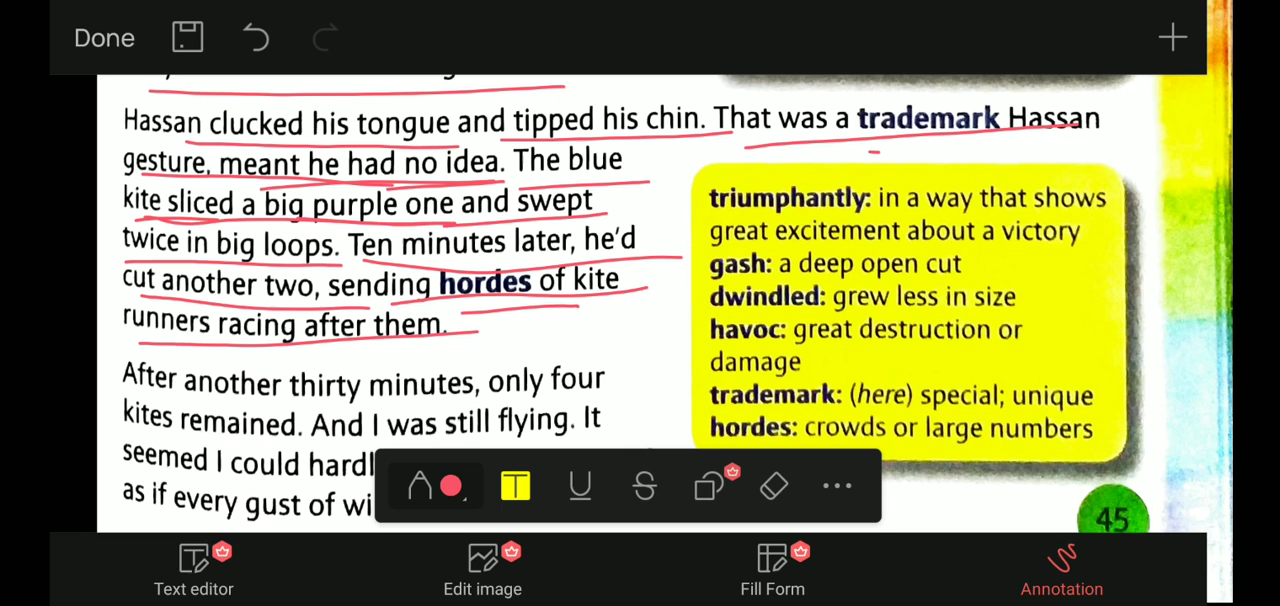 Done
Hassan clucked his tongue and tipped his chin. That was a trademark Hassan
gesture, meant he had no idea. The blue
kite sliced a big purple one and swept
twice in big loops. Ten minutes later, he'd
cut another two, sending hordes of kite
runners racing after them.
After another thirty minutes, only four
kites remained. And I was still flying. It
seemed I could hardl
as if every gust of wi
triumphantly: in a way that shows
great excitement about a victory
gash: a deep open cut
dwindled: grew less in size
havoc: great destruction or
damage
trademark: (here) special; unique
hordes: crowds or large numbers
45
Text editor
Edit image
Fill Form
Annotation